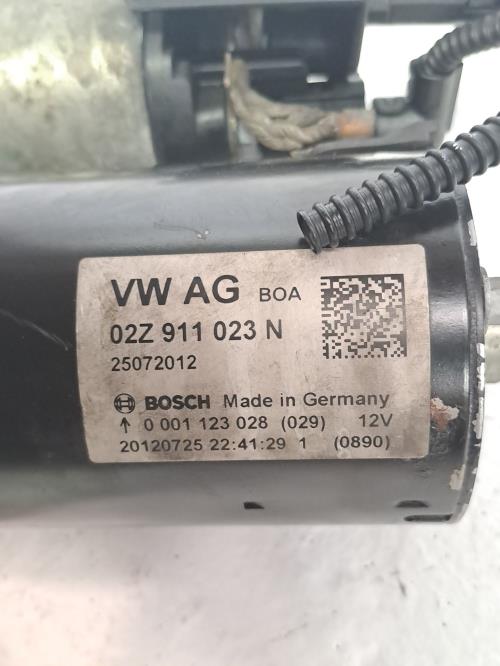 VW AG BOA
02Z 911 023 N
25072012
BOSCH Made in Germany
↑ 0 001 123 028 (029) 12V
20120725 22:41:29 1 (0890)